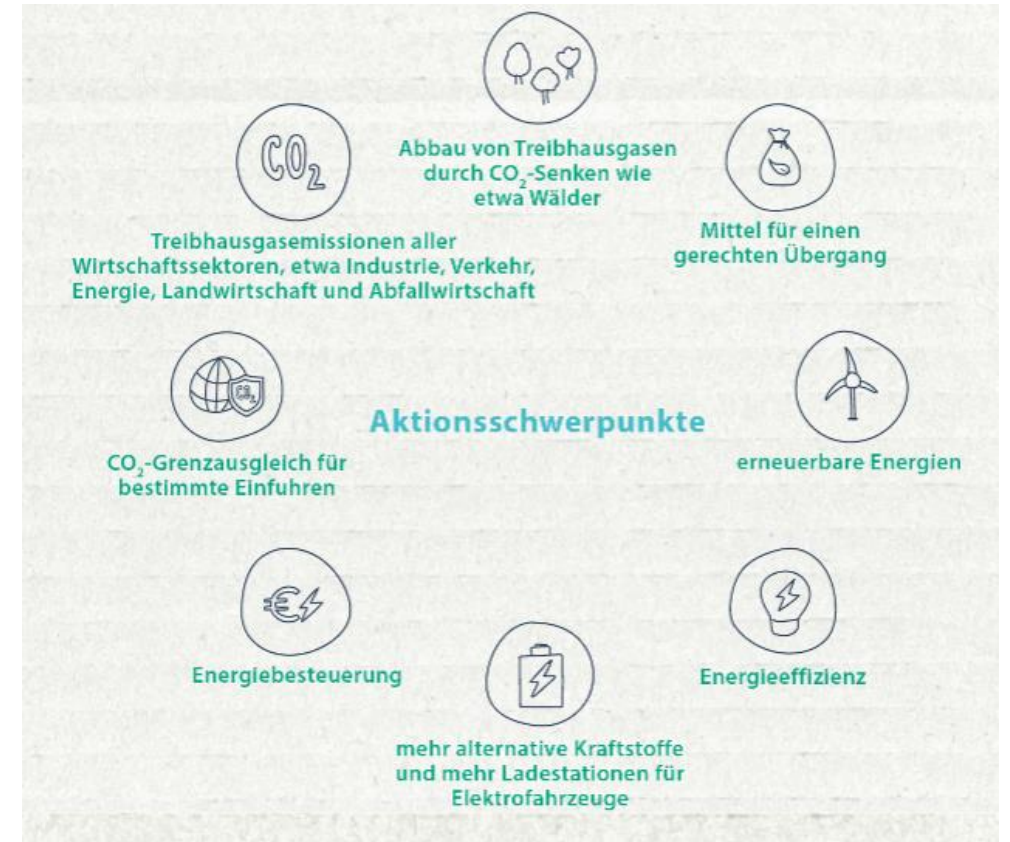 Abbau von Treibhausgasen
durch CO₂-Senken wie
etwa Wälder
CO₂
Treibhausgasemissionen aller
Wirtschaftssektoren, etwa Industrie, Verkehr,
Energie, Landwirtschaft und Abfallwirtschaft
Mittel für einen
gerechten Übergang
CO₂
CO₂-Grenzausgleich für
bestimmte Einfuhren
Aktionsschwerpunkte
erneuerbare Energien
€
Energiebesteuerung
mehr alternative Kraftstoffe
und mehr Ladestationen für
Elektrofahrzeuge
Energieeffizienz